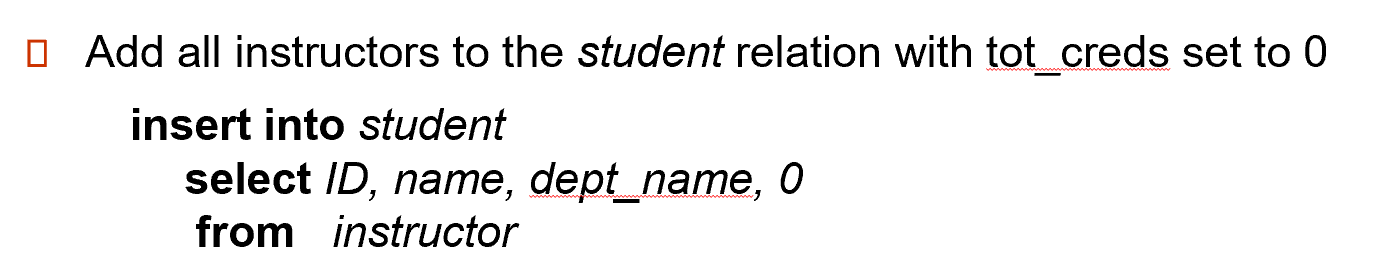 Add all instructors to the student relation with tot_creds set to 0
insert into student
select ID, name, dept_name, 0
from instructor